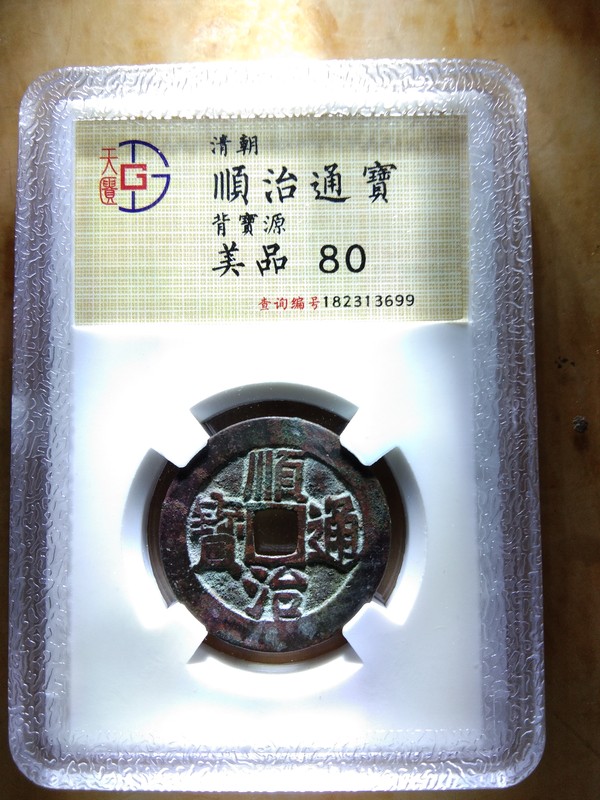 天寶
G
清朝
順治通寶
背寶源
美品 80
查询编号182313699
順治通寶